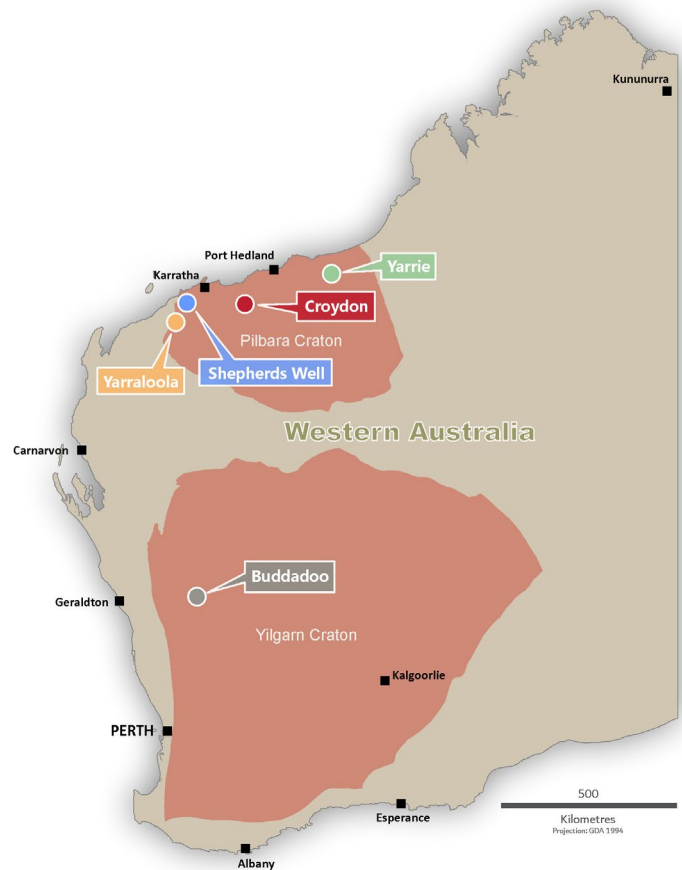 Kununurra
Port Hedland
Yarrie
Karratha
Croydon
Pilbara Craton
Shepherds Well
Yarraloola
Western Australia
Carnarvon
Buddadoo
Geraldton
Yilgarn Craton
Kalgoorlie
PERTH
500
Kilometres
Projection: GDA 1994
Esperance
Albany